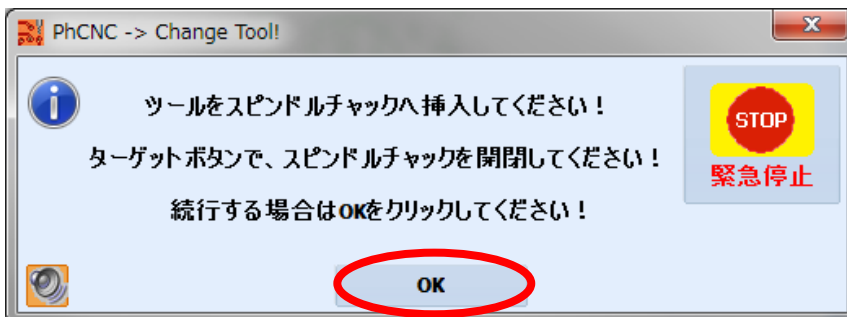 PhCNC -> Change Tool!
ツールをスピンドルチャックへ挿入してください！
ターゲットボタンで、スピンドルチャックを開閉してください！
続行する場合はOKをクリックしてください！
STOP
緊急停止
OK